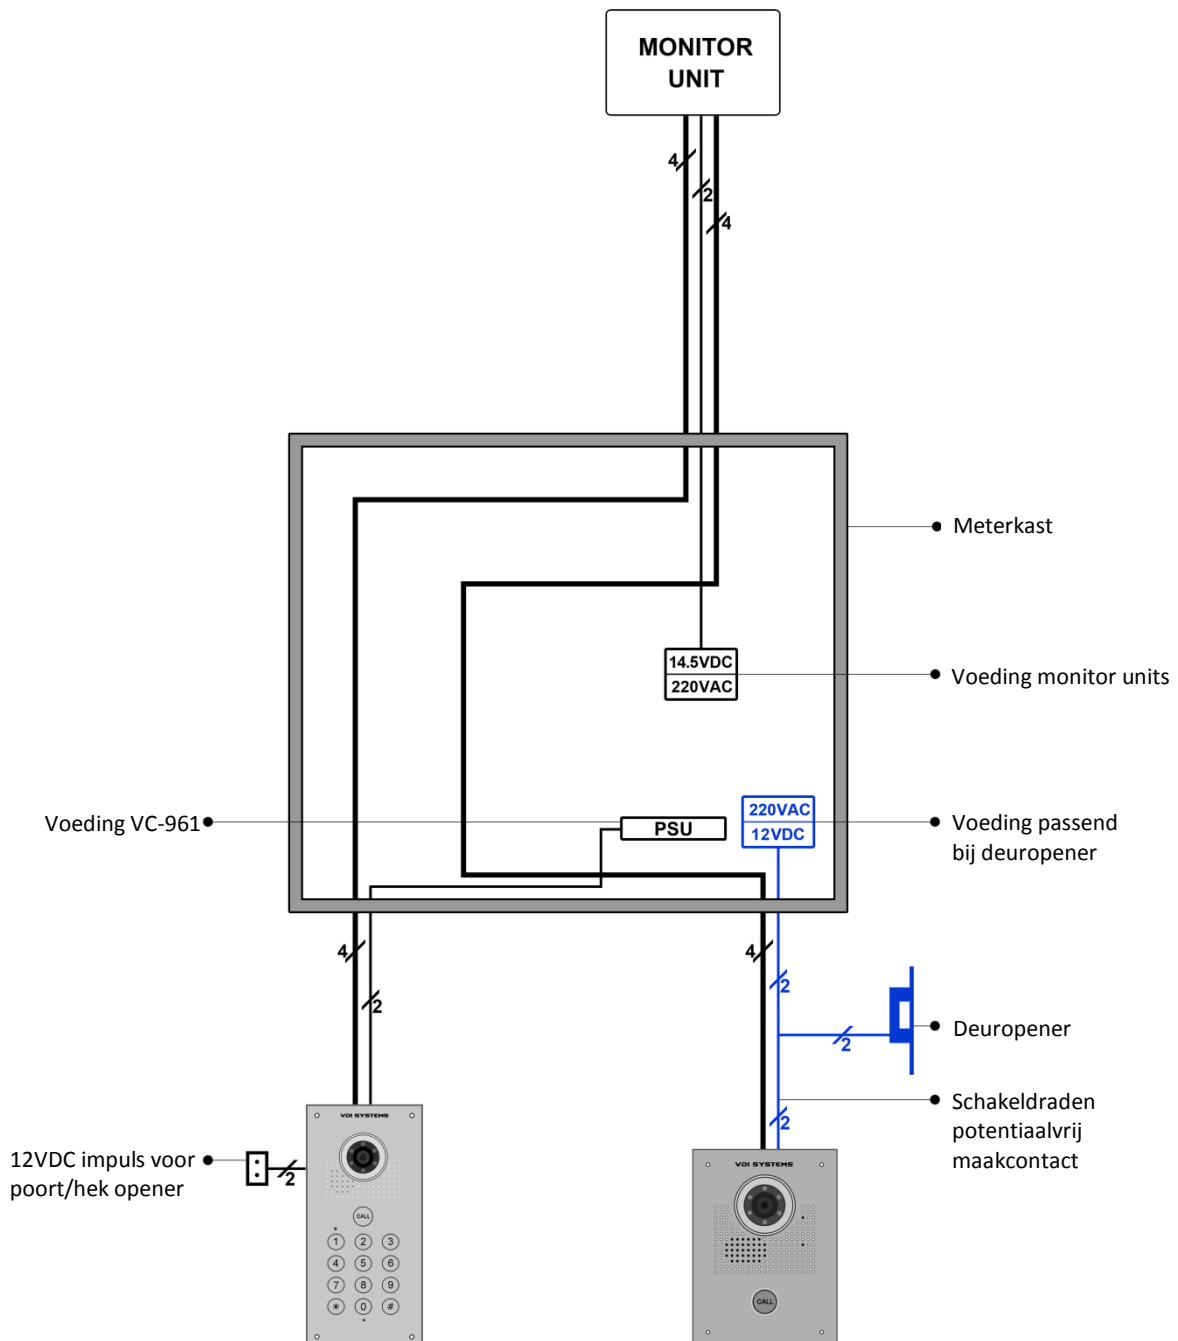 MONITOR
UNIT
4
2
4
Meterkast
14.5VDC
220VAC
Voeding monitor units
Voeding VC-961
PSU
220VAC
12VDC
Voeding passend
bij deuropener
4
2
4
2
2
Deuropener
2
Schakeldraden
potentiaalvrij
maakcontact
12VDC impuls voor
poort/hek opener
2
VDI SYSTEMS
CALL
1 2 3
4 5 6
7 8 9
* 0 #
VDI SYSTEMS
CALL